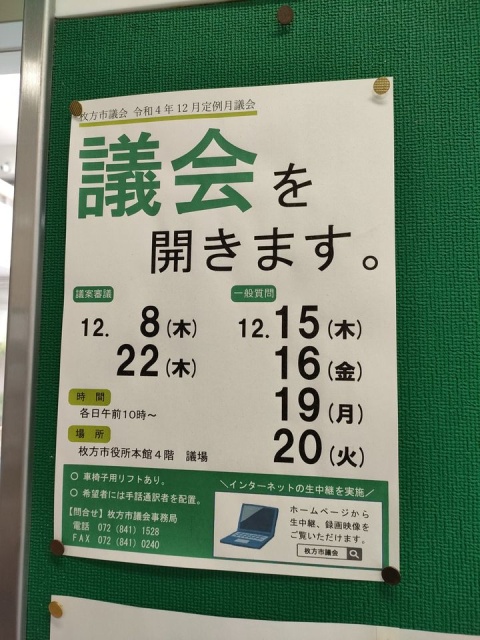 枚方市議会 令和4年12月定例月議会
議会を
開きます。
議案審議
12. 8(木)
22(木)
一般質問
12.15(木)
16(金)
19(月)
20(火)
時 間
各日午前10時～
場 所
枚方市役所本館4階 議場
○ 車椅子用リフトあり。
○ 希望者には手話通訳者を配置。
【問合せ】枚方市議会事務局
電話 072 (841) 1528
FAX 072 (841) 0240
＼インターネットの生中継を実施／
ホームページから
生中継、録画映像を
ご覧いただけます。
枚方市議会